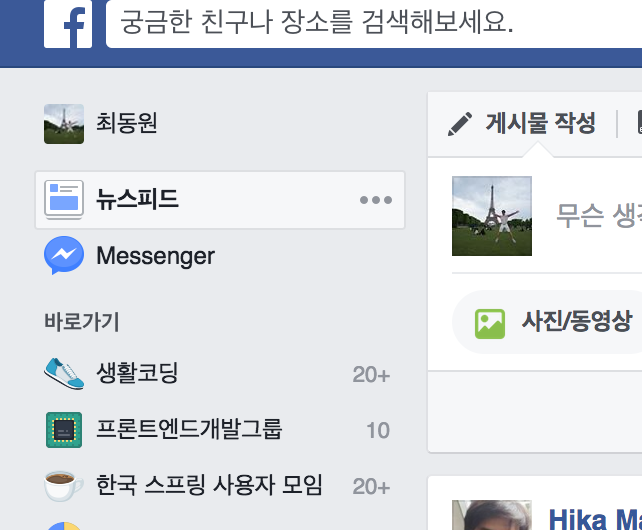 궁금한 친구나 장소를 검색해보세요.
최동원
뉴스피드
Messenger
바로가기
생활코딩 20+
프론트엔드개발그룹 10
한국 스프링 사용자 모임 20+
게시물 작성
무슨
사진/동영상
Hika